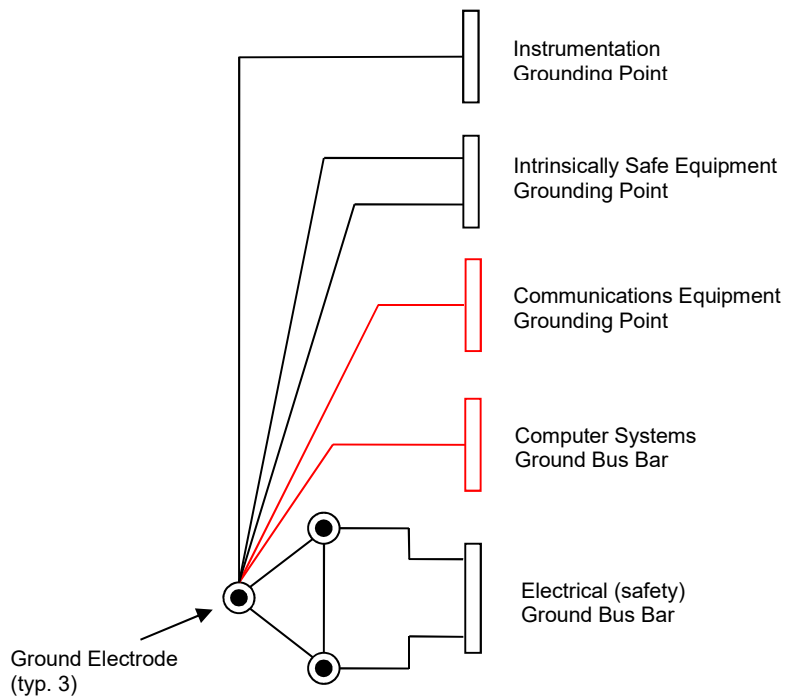 Instrumentation
Grounding Point
Intrinsically Safe Equipment
Grounding Point
Communications Equipment
Grounding Point
Computer Systems
Ground Bus Bar
Electrical (safety)
Ground Bus Bar
Ground Electrode
(typ. 3)